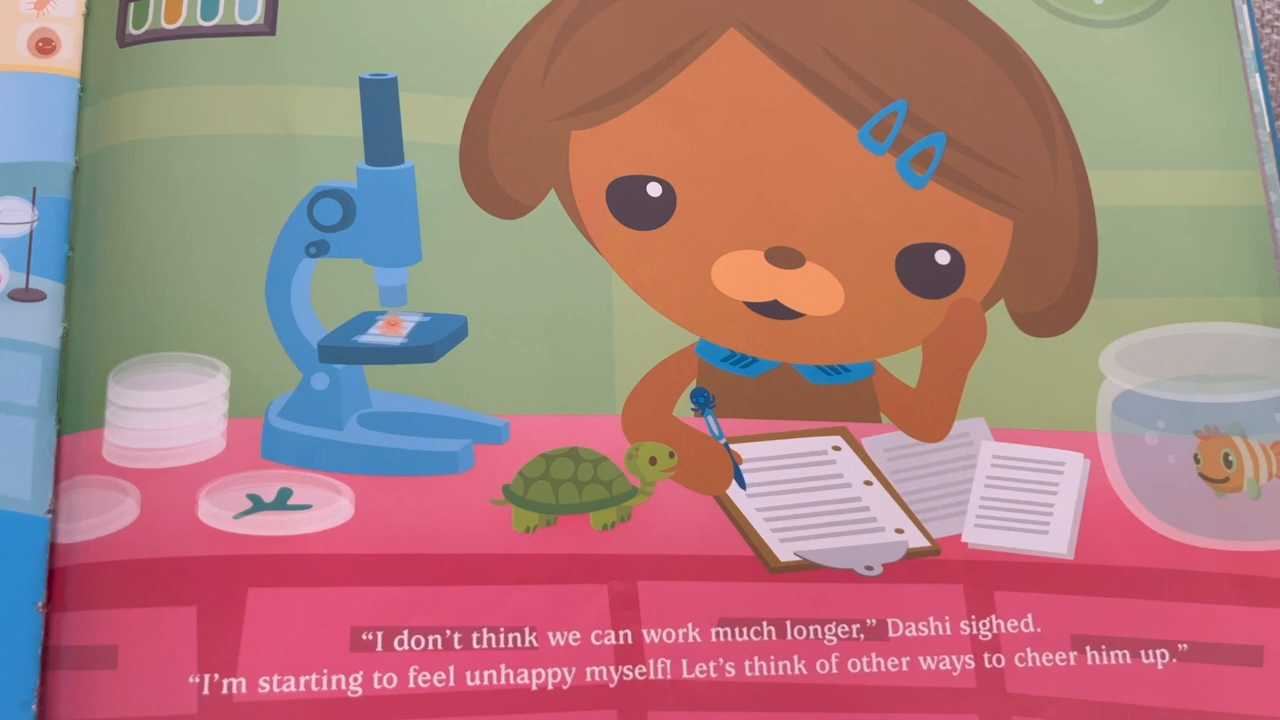 “I don’t think we can work much longer,” Dashi sighed.
“I’m starting to feel unhappy myself! Let’s think of other ways to cheer him up.”